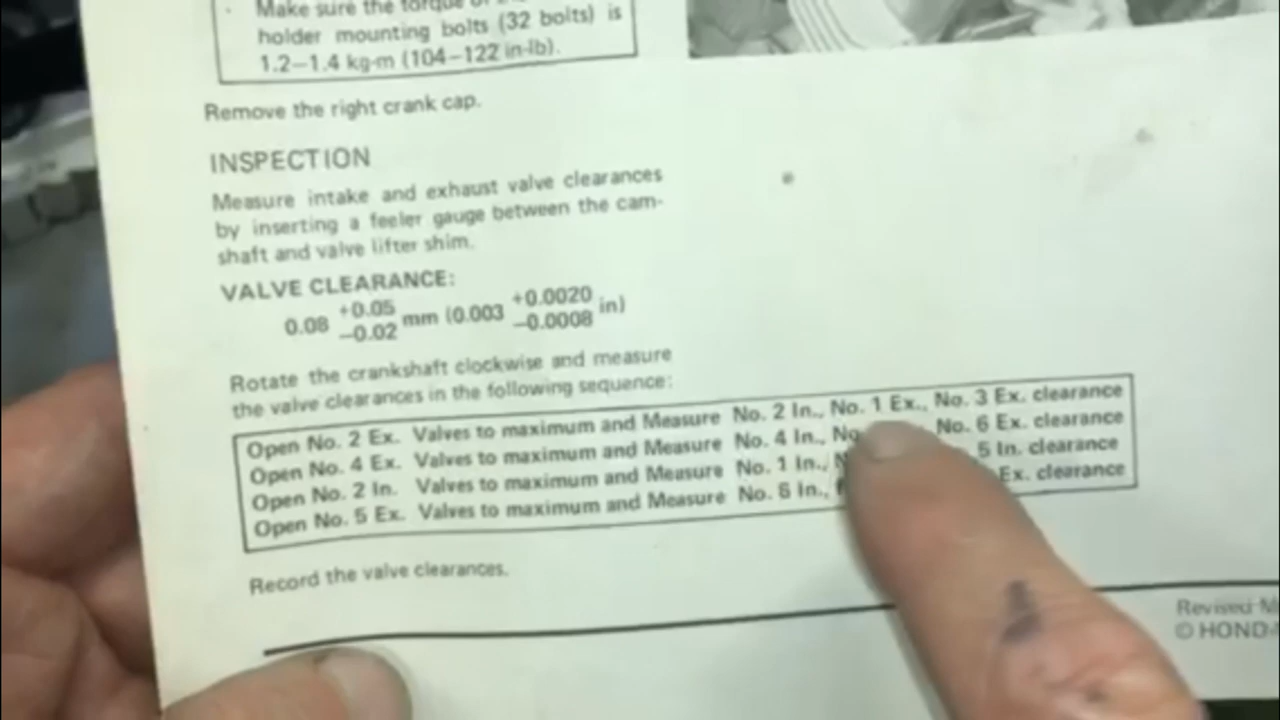 Make sure the torque of the
holder mounting bolts (32 bolts) is
1.2–1.4 kg-m (104–122 in-lb).
Remove the right crank cap.
INSPECTION
Measure intake and exhaust valve clearances
by inserting a feeler gauge between the cam-
shaft and valve lifter shim.
VALVE CLEARANCE:
0.08 +0.05 −0.02 mm (0.003 +0.0020 −0.0008 in)
Rotate the crankshaft clockwise and measure
the valve clearances in the following sequence:
Open No. 2 Ex. Valves to maximum and Measure No. 2 In., No. 1 Ex., No. 3 Ex. clearance
Open No. 4 Ex. Valves to maximum and Measure No. 4 In., No. 6 Ex. clearance
Open No. 2 In. Valves to maximum and Measure No. 1 In., 5 In. clearance
Open No. 5 Ex. Valves to maximum and Measure No. 6 In., Ex. clearance
Record the valve clearances.
Revised
© HOND